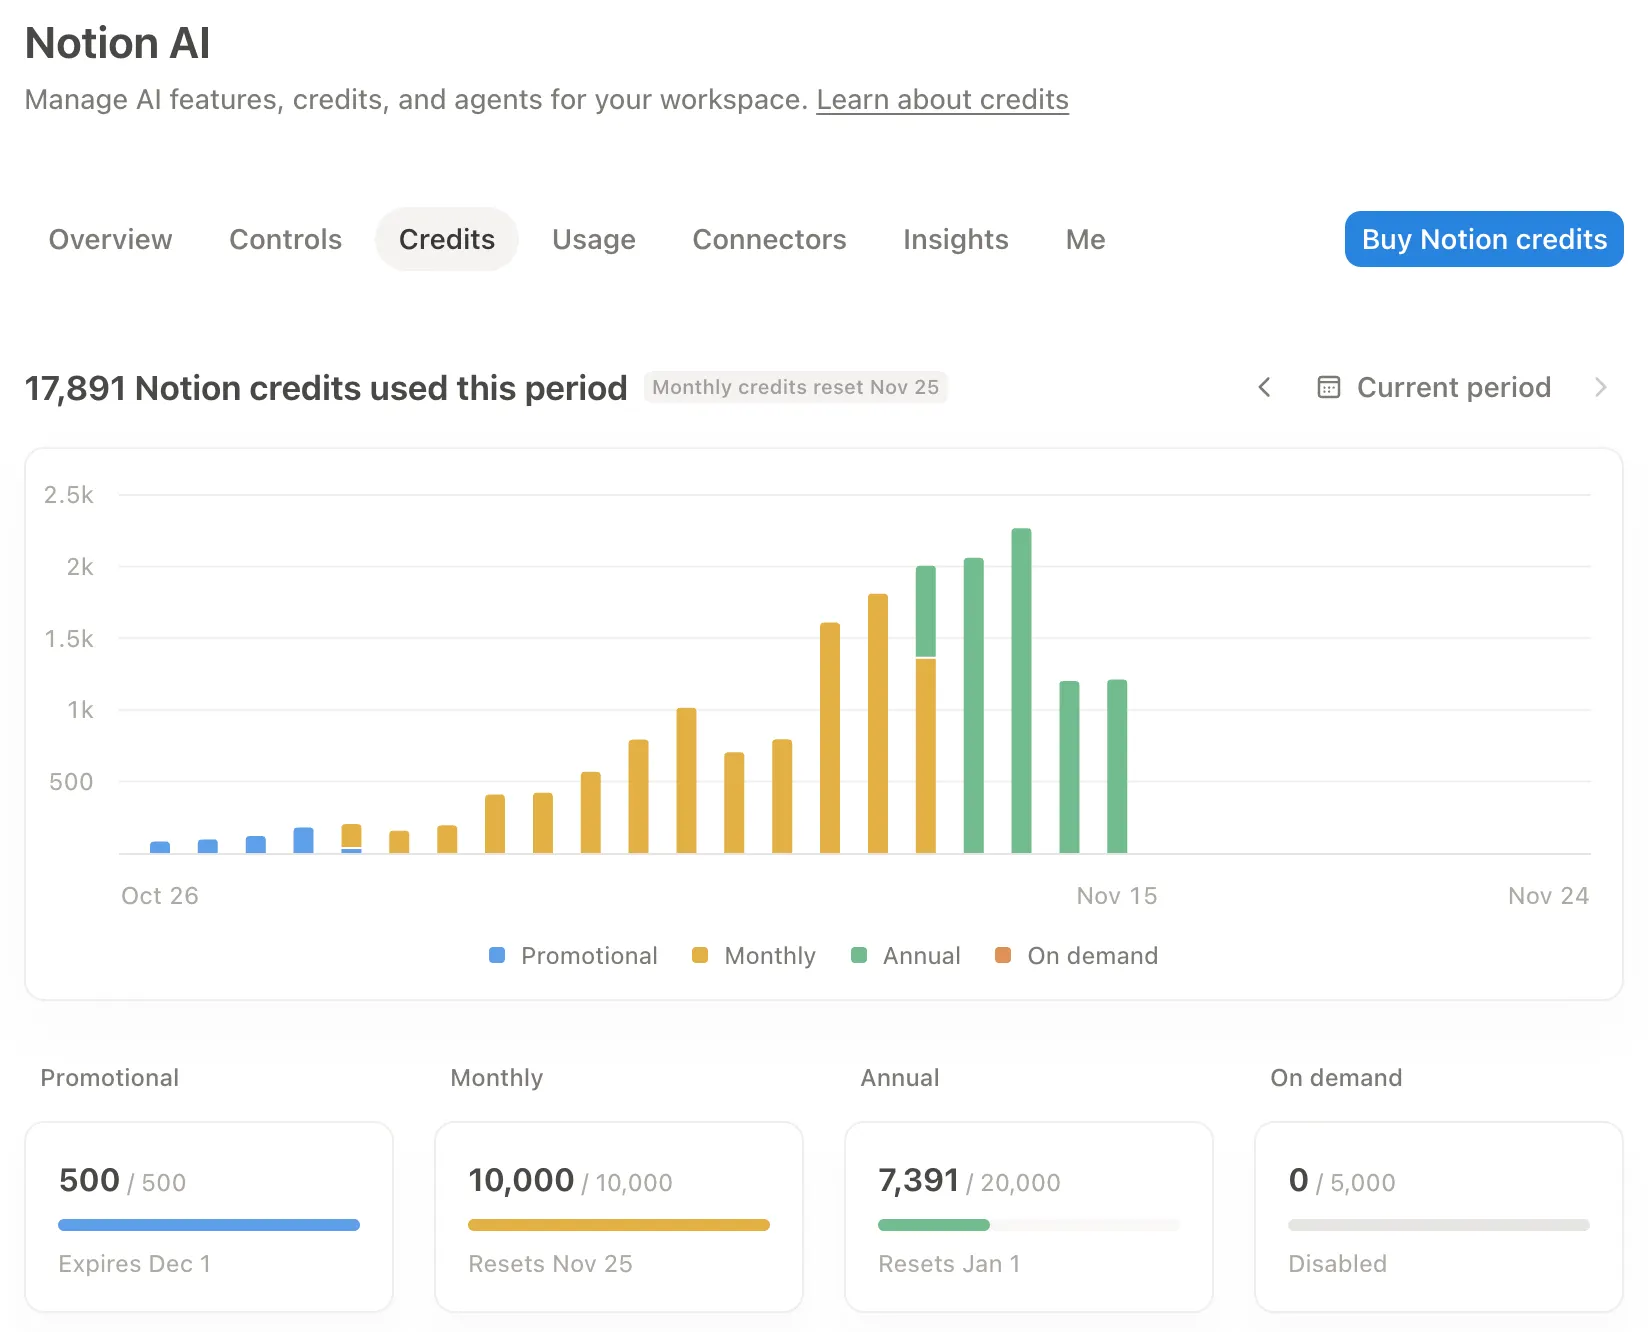 Notion AI
Manage AI features, credits, and agents for your workspace. Learn about credits
Overview Controls Credits Usage Connectors Insights Me Buy Notion credits
17,891 Notion credits used this period Monthly credits reset Nov 25 Current period
2.5k
2k
1.5k
1k
500
Oct 26 Nov 15 Nov 24
Promotional Monthly Annual On demand
Promotional Monthly Annual On demand
500 / 500 10,000 / 10,000 7,391 / 20,000 0 / 5,000
Expires Dec 1 Resets Nov 25 Resets Jan 1 Disabled